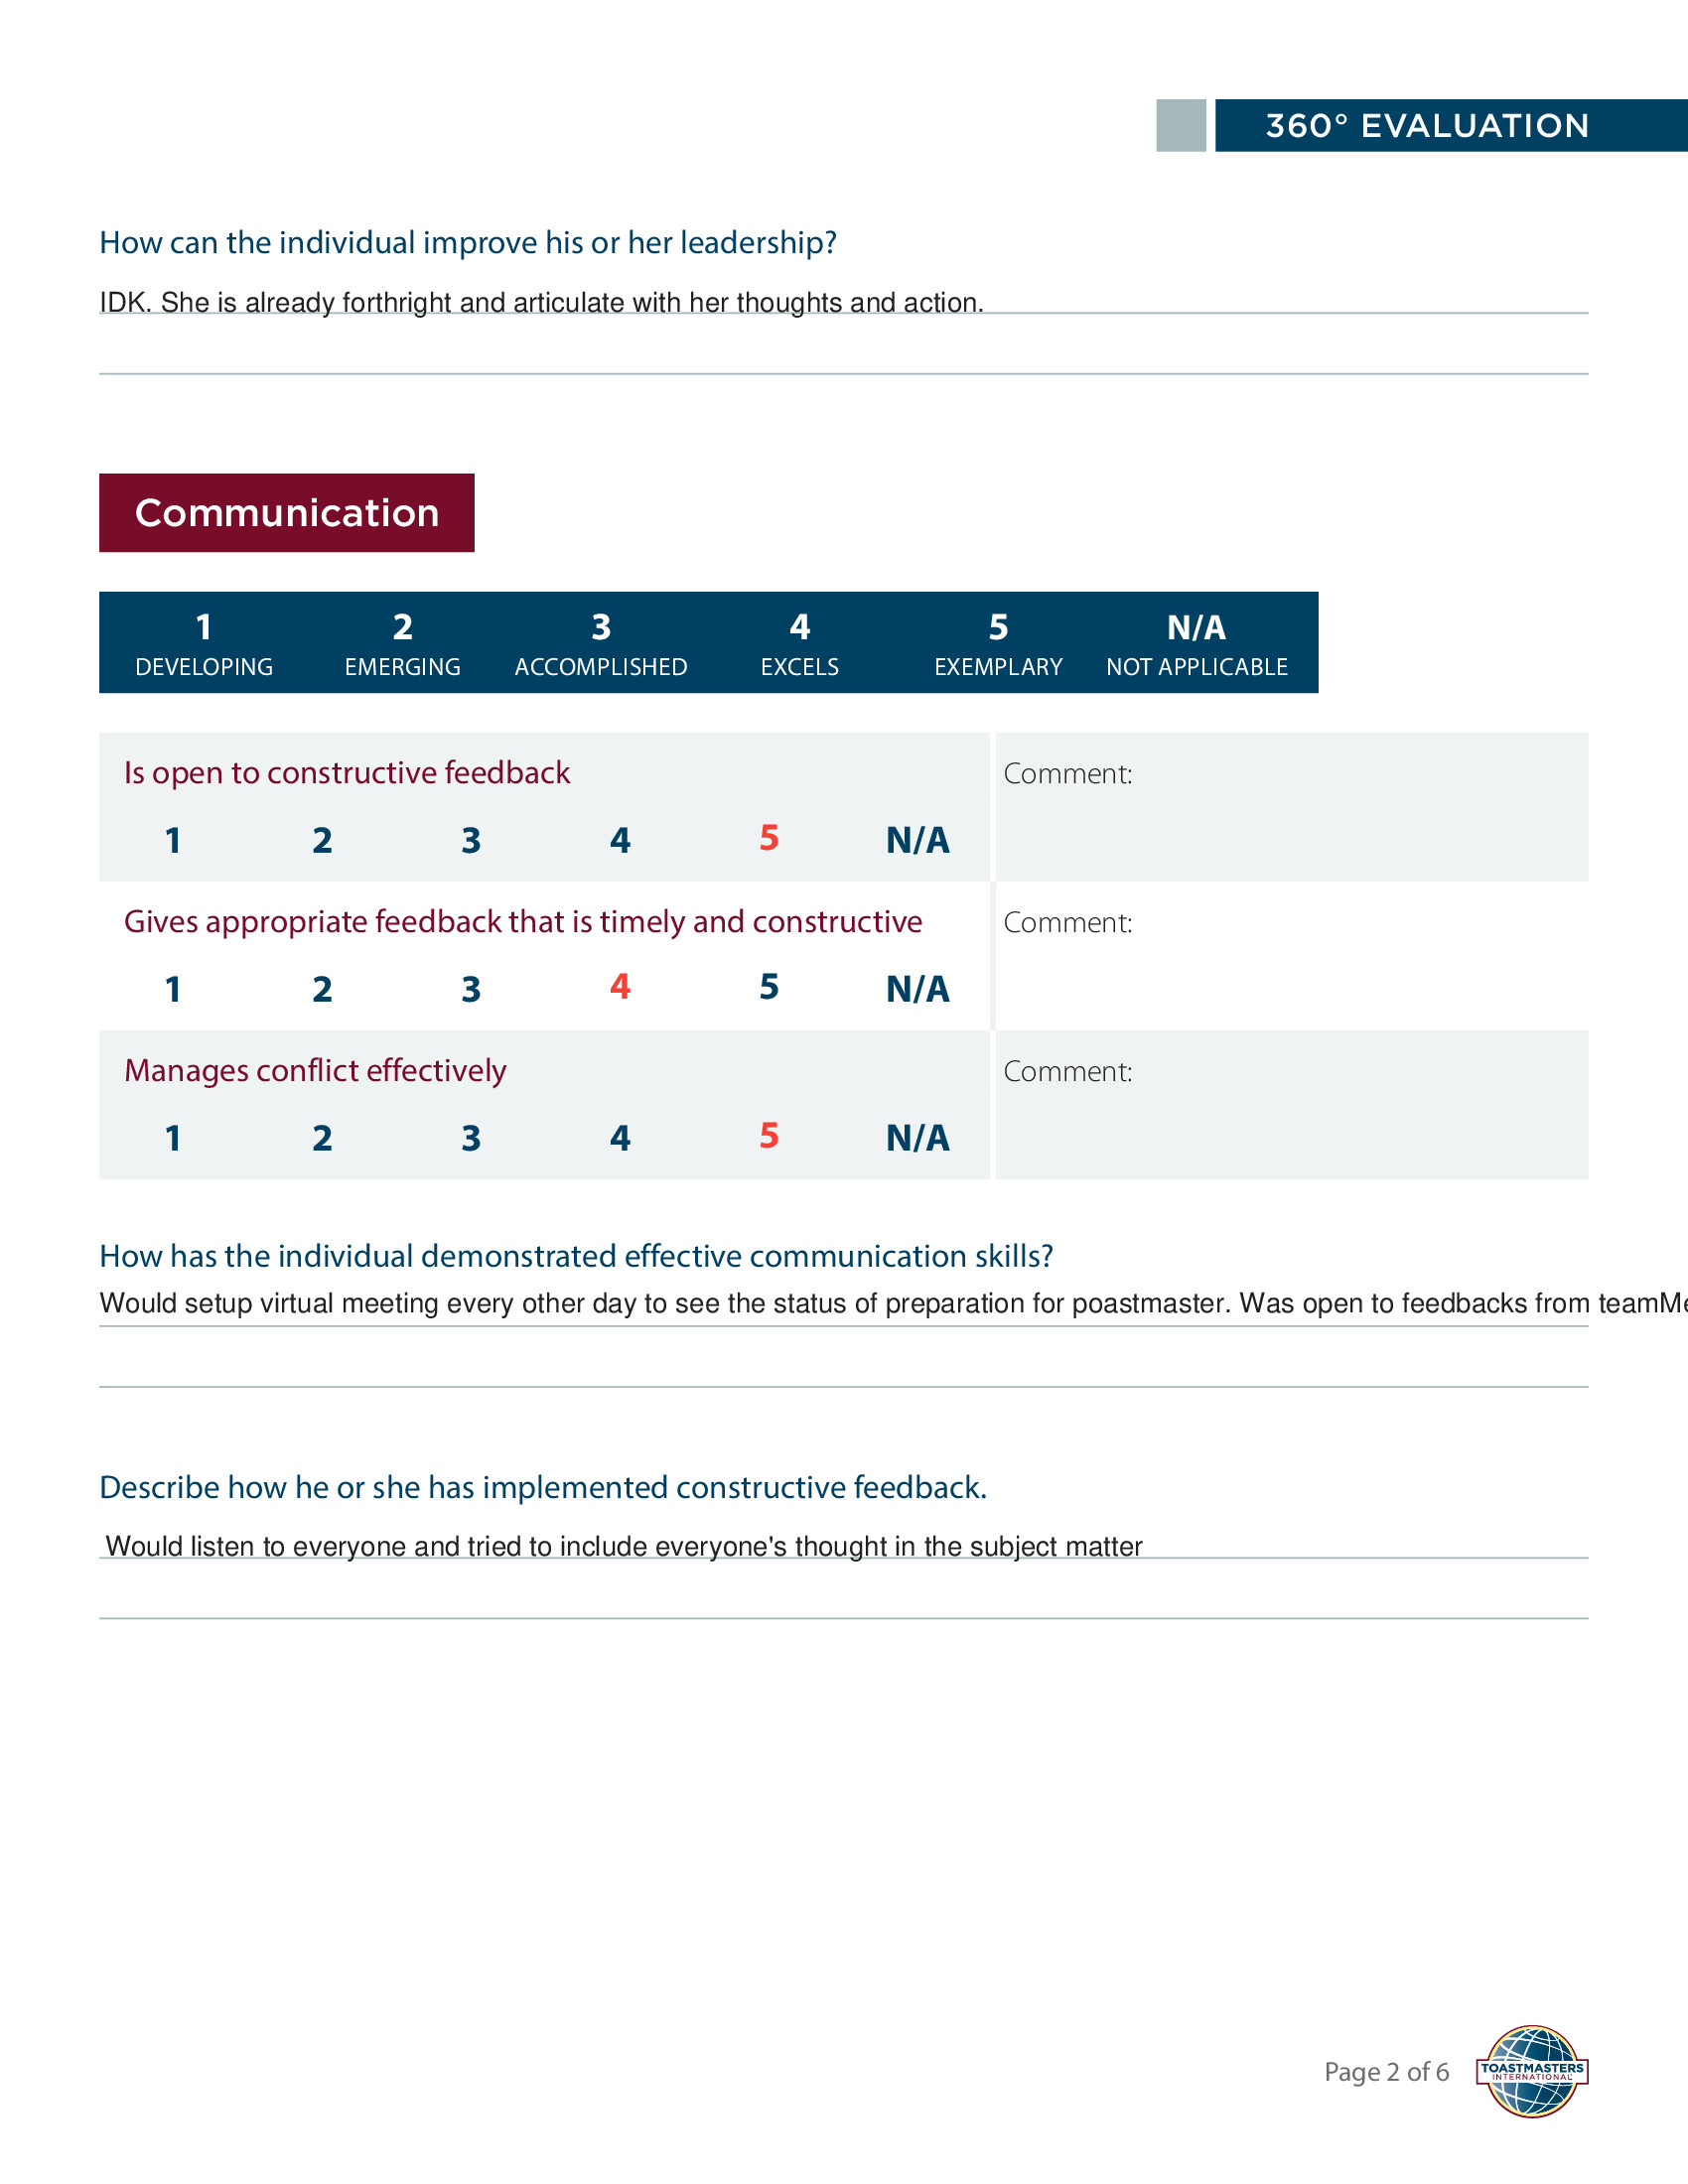 360° EVALUATION
How can the individual improve his or her leadership?
IDK. She is already forthright and articulate with her thoughts and action.
Communication
1 2 3 4 5 N/A
DEVELOPING EMERGING ACCOMPLISHED EXCELS EXEMPLARY NOT APPLICABLE
Is open to constructive feedback Comment:
1 2 3 4 5 N/A
Gives appropriate feedback that is timely and constructive Comment:
1 2 3 4 5 N/A
Manages conflict effectively Comment:
1 2 3 4 5 N/A
How has the individual demonstrated effective communication skills?
Would setup virtual meeting every other day to see the status of preparation for poastmaster. Was open to feedbacks from
Describe how he or she has implemented constructive feedback.
Would listen to everyone and tried to include everyone's thought in the subject matter
Page 2 of 6
TOASTMASTERS
INTERNATIONAL